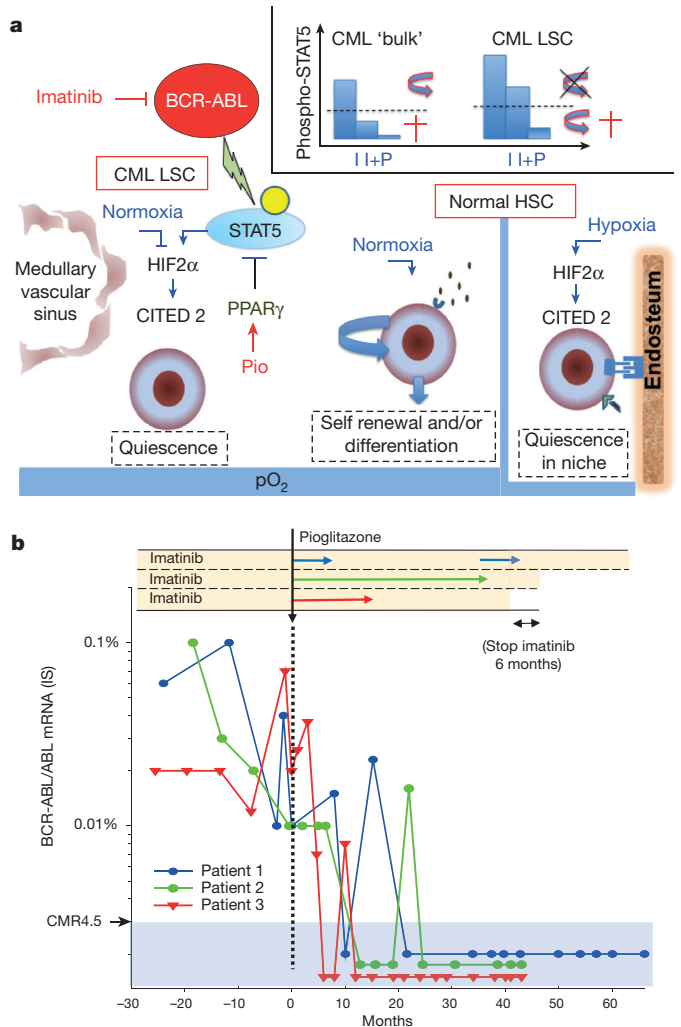 a
CML ‘bulk’
CML LSC
Phospho-STAT5
I I+P
I I+P
Imatinib
BCR-ABL
CML LSC
Normoxia
STAT5
HIF2α
Medullary
vascular
sinus
CITED 2
PPARγ
Pio
Quiescence
Normal HSC
Normoxia
Self renewal and/or
differentiation
Hypoxia
HIF2α
CITED 2
Endosteum
Quiescence
in niche
pO2
b
Pioglitazone
Imatinib
Imatinib
Imatinib
(Stop imatinib
6 months)
BCR-ABL/ABL mRNA (IS)
0.1%
0.01%
CMR4.5
Patient 1
Patient 2
Patient 3
–30 –20 –10 0 10 20 30 40 50 60
Months